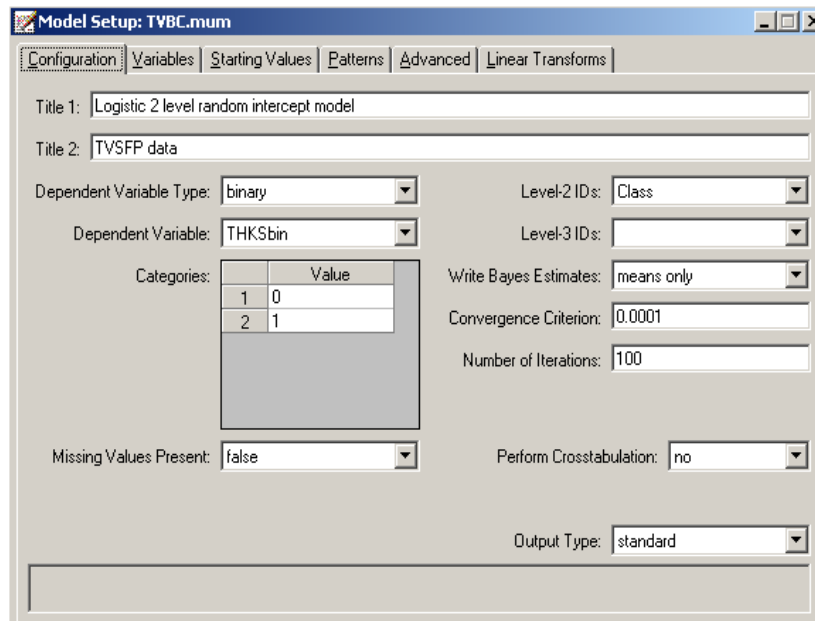 Model Setup: TVBC.mum
Configuration Variables Starting Values Patterns Advanced Linear Transforms
Title 1: Logistic 2 level random intercept model
Title 2: TVSFP data
Dependent Variable Type: binary Level-2 IDs: Class
Dependent Variable: THKSbin Level-3 IDs:
Categories: Value Write Bayes Estimates: means only
1 0
2 1 Convergence Criterion: 0.0001
Number of Iterations: 100
Missing Values Present: false Perform Crosstabulation: no
Output Type: standard